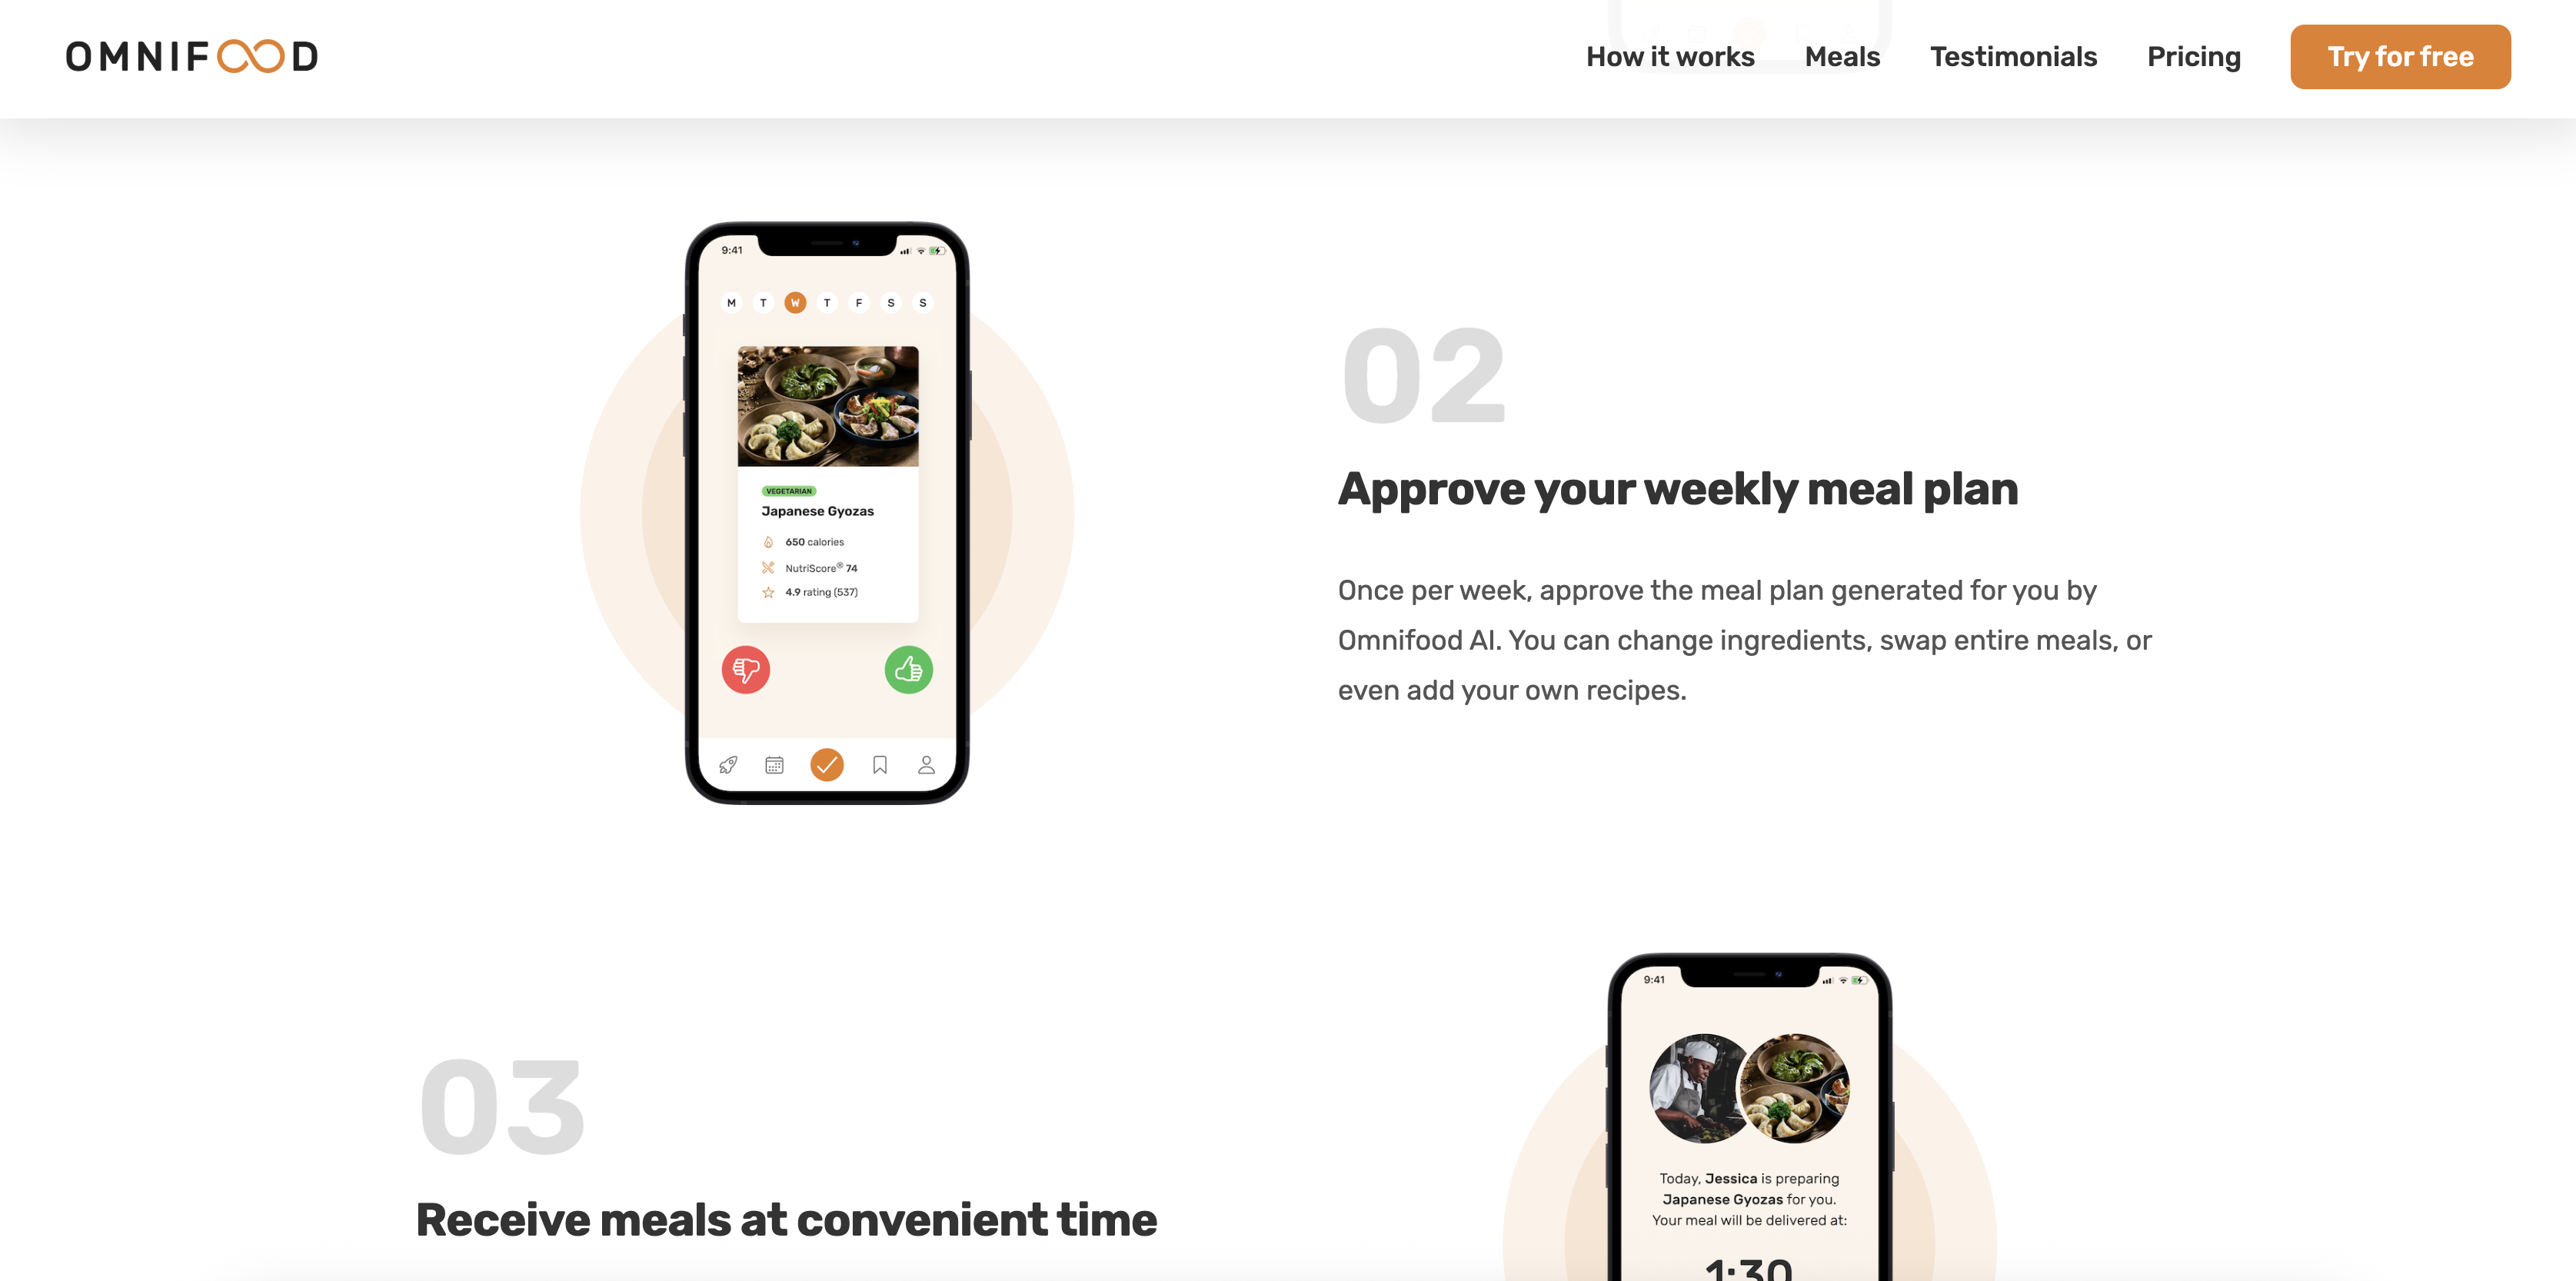 OMNIFOOD
How it works
Meals
Testimonials
Pricing
Try for free
9:41
M T W T F S S
VEGETARIAN
Japanese Gyozas
650 calories
NutriScore® 74
4.9 rating (537)
02
Approve your weekly meal plan
Once per week, approve the meal plan generated for you by
Omnifood AI. You can change ingredients, swap entire meals, or
even add your own recipes.
03
Receive meals at convenient time
9:41
Today, Jessica is preparing
Japanese Gyozas for you.
Your meal will be delivered at:
1:30